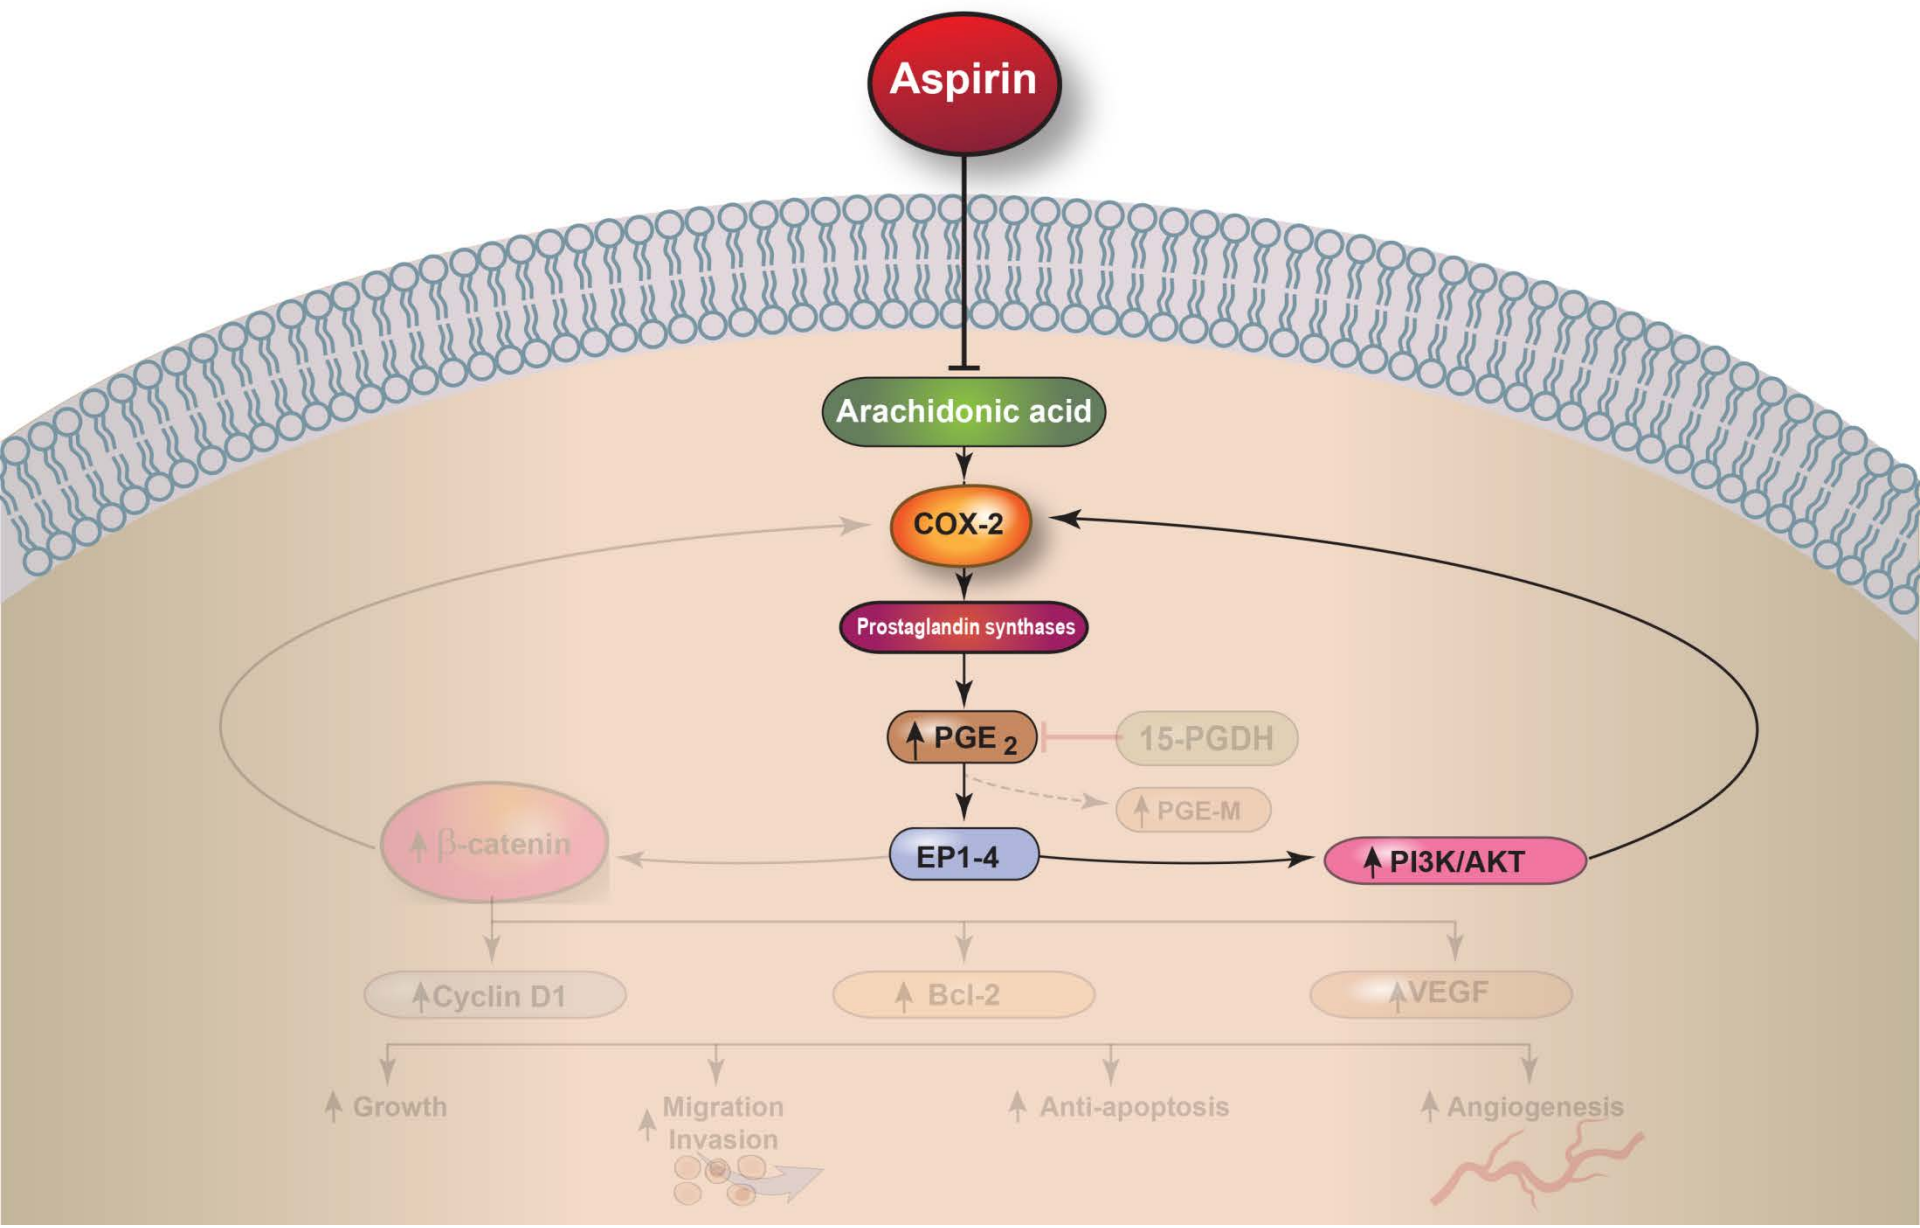 Aspirin
Arachidonic acid
COX-2
Prostaglandin synthases
PGE 2
15-PGDH
PGE-M
β-catenin
EP1-4
PI3K/AKT
Cyclin D1
Bcl-2
VEGF
Growth
Migration
Invasion
Anti-apoptosis
Angiogenesis